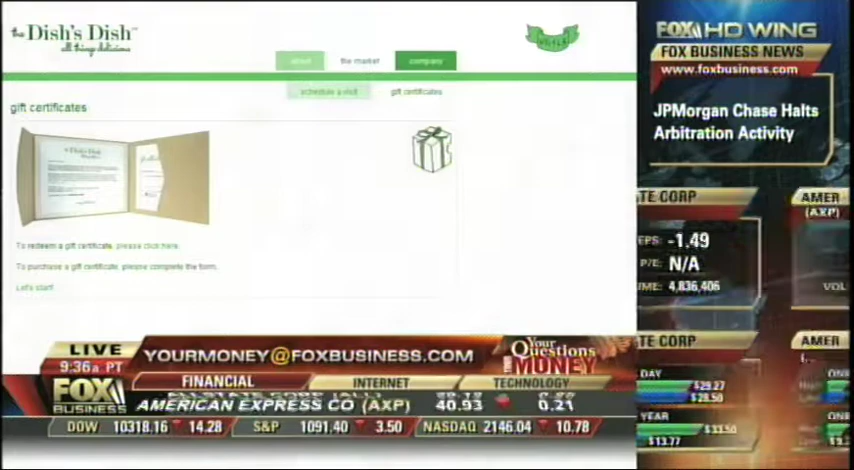 the Dish's Dish
all things delicious
about
the market
company
schedule a visit
gift certificates
gift certificates
To redeem a gift certificate, please click here.
To purchase a gift certificate, please complete the form.
Let's start!
FOX HD WING
FOX BUSINESS NEWS
www.foxbusiness.com
JPMorgan Chase Halts
Arbitration Activity
TE CORP
EPS: -1.49
P/E: N/A
UME: 4,836,406
AMER
(AXP)
VOL
TE CORP
DAY
$29.27
$28.50
YEAR
$33.50
$13.77
AMER
ONE
LIVE
9:36a PT
YOURMONEY@FOXBUSINESS.COM
Your
Questions
YOUR
MONEY
FINANCIAL
INTERNET
TECHNOLOGY
FOX
BUSINESS
AMERICAN EXPRESS CO (AXP) 40.93 0.21
DOW 10318.16 14.28 S&P 1091.40 3.50 NASDAQ 2146.04 10.78